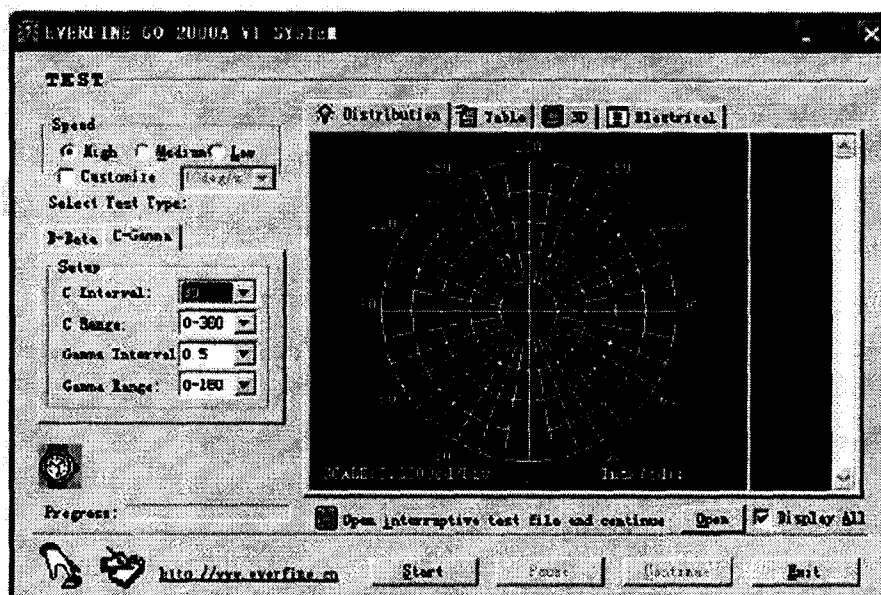 EVERFINE GO 2000A V1 SYSTEM
TEST
Speed
High Medium Low
Customize
Select Test Type:
B-Beta C-Gamma
Setup
C Interval:
C Range: 0-360
Gamma Interval 0.5
Gamma Range: 0-180
Distribution Table 3D Electrical
Progress:
Open interruptive test file and continue Open Display All
http://www.everfine.cn Start Pause Continue Exit